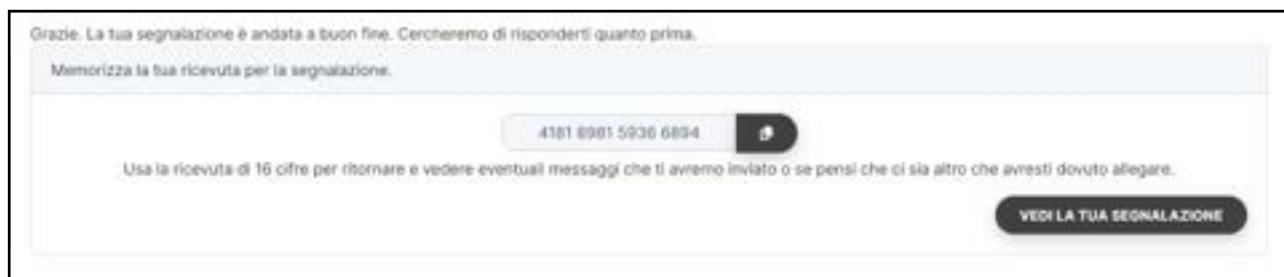 Grazie. La tua segnalazione è andata a buon fine. Cercheremo di risponderti quanto prima.
Memorizza la tua ricevuta per la segnalazione.
4181 8981 5936 6894
Usa la ricevuta di 16 cifre per ritornare e vedere eventuali messaggi che ti avremo inviato o se pensi che ci sia altro che avresti dovuto allegare.
VEDI LA TUA SEGNALAZIONE